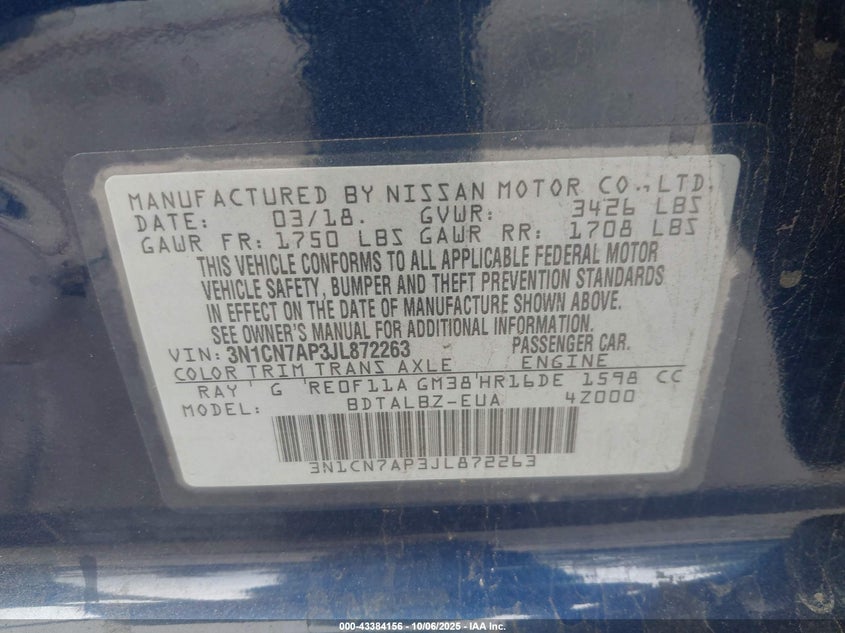 MANUFACTURED BY NISSAN MOTOR CO., LTD.
DATE: 03/18. GVWR: 3426 LBS
GAWR FR: 1750 LBS GAWR RR: 1708 LBS
THIS VEHICLE CONFORMS TO ALL APPLICABLE FEDERAL MOTOR
VEHICLE SAFETY, BUMPER AND THEFT PREVENTION STANDARDS
IN EFFECT ON THE DATE OF MANUFACTURE SHOWN ABOVE.
SEE OWNER'S MANUAL FOR ADDITIONAL INFORMATION.
VIN: 3N1CN7AP3JL872263 PASSENGER CAR.
COLOR TRIM TRANS AXLE ENGINE
RAY G RE0F11A GM38 HR16DE 1598 CC
MODEL: BDTALBZ-EUA 4Z000
3N1CN7AP3JL872263
000-43384156 - 10/06/2025 - IAA Inc.